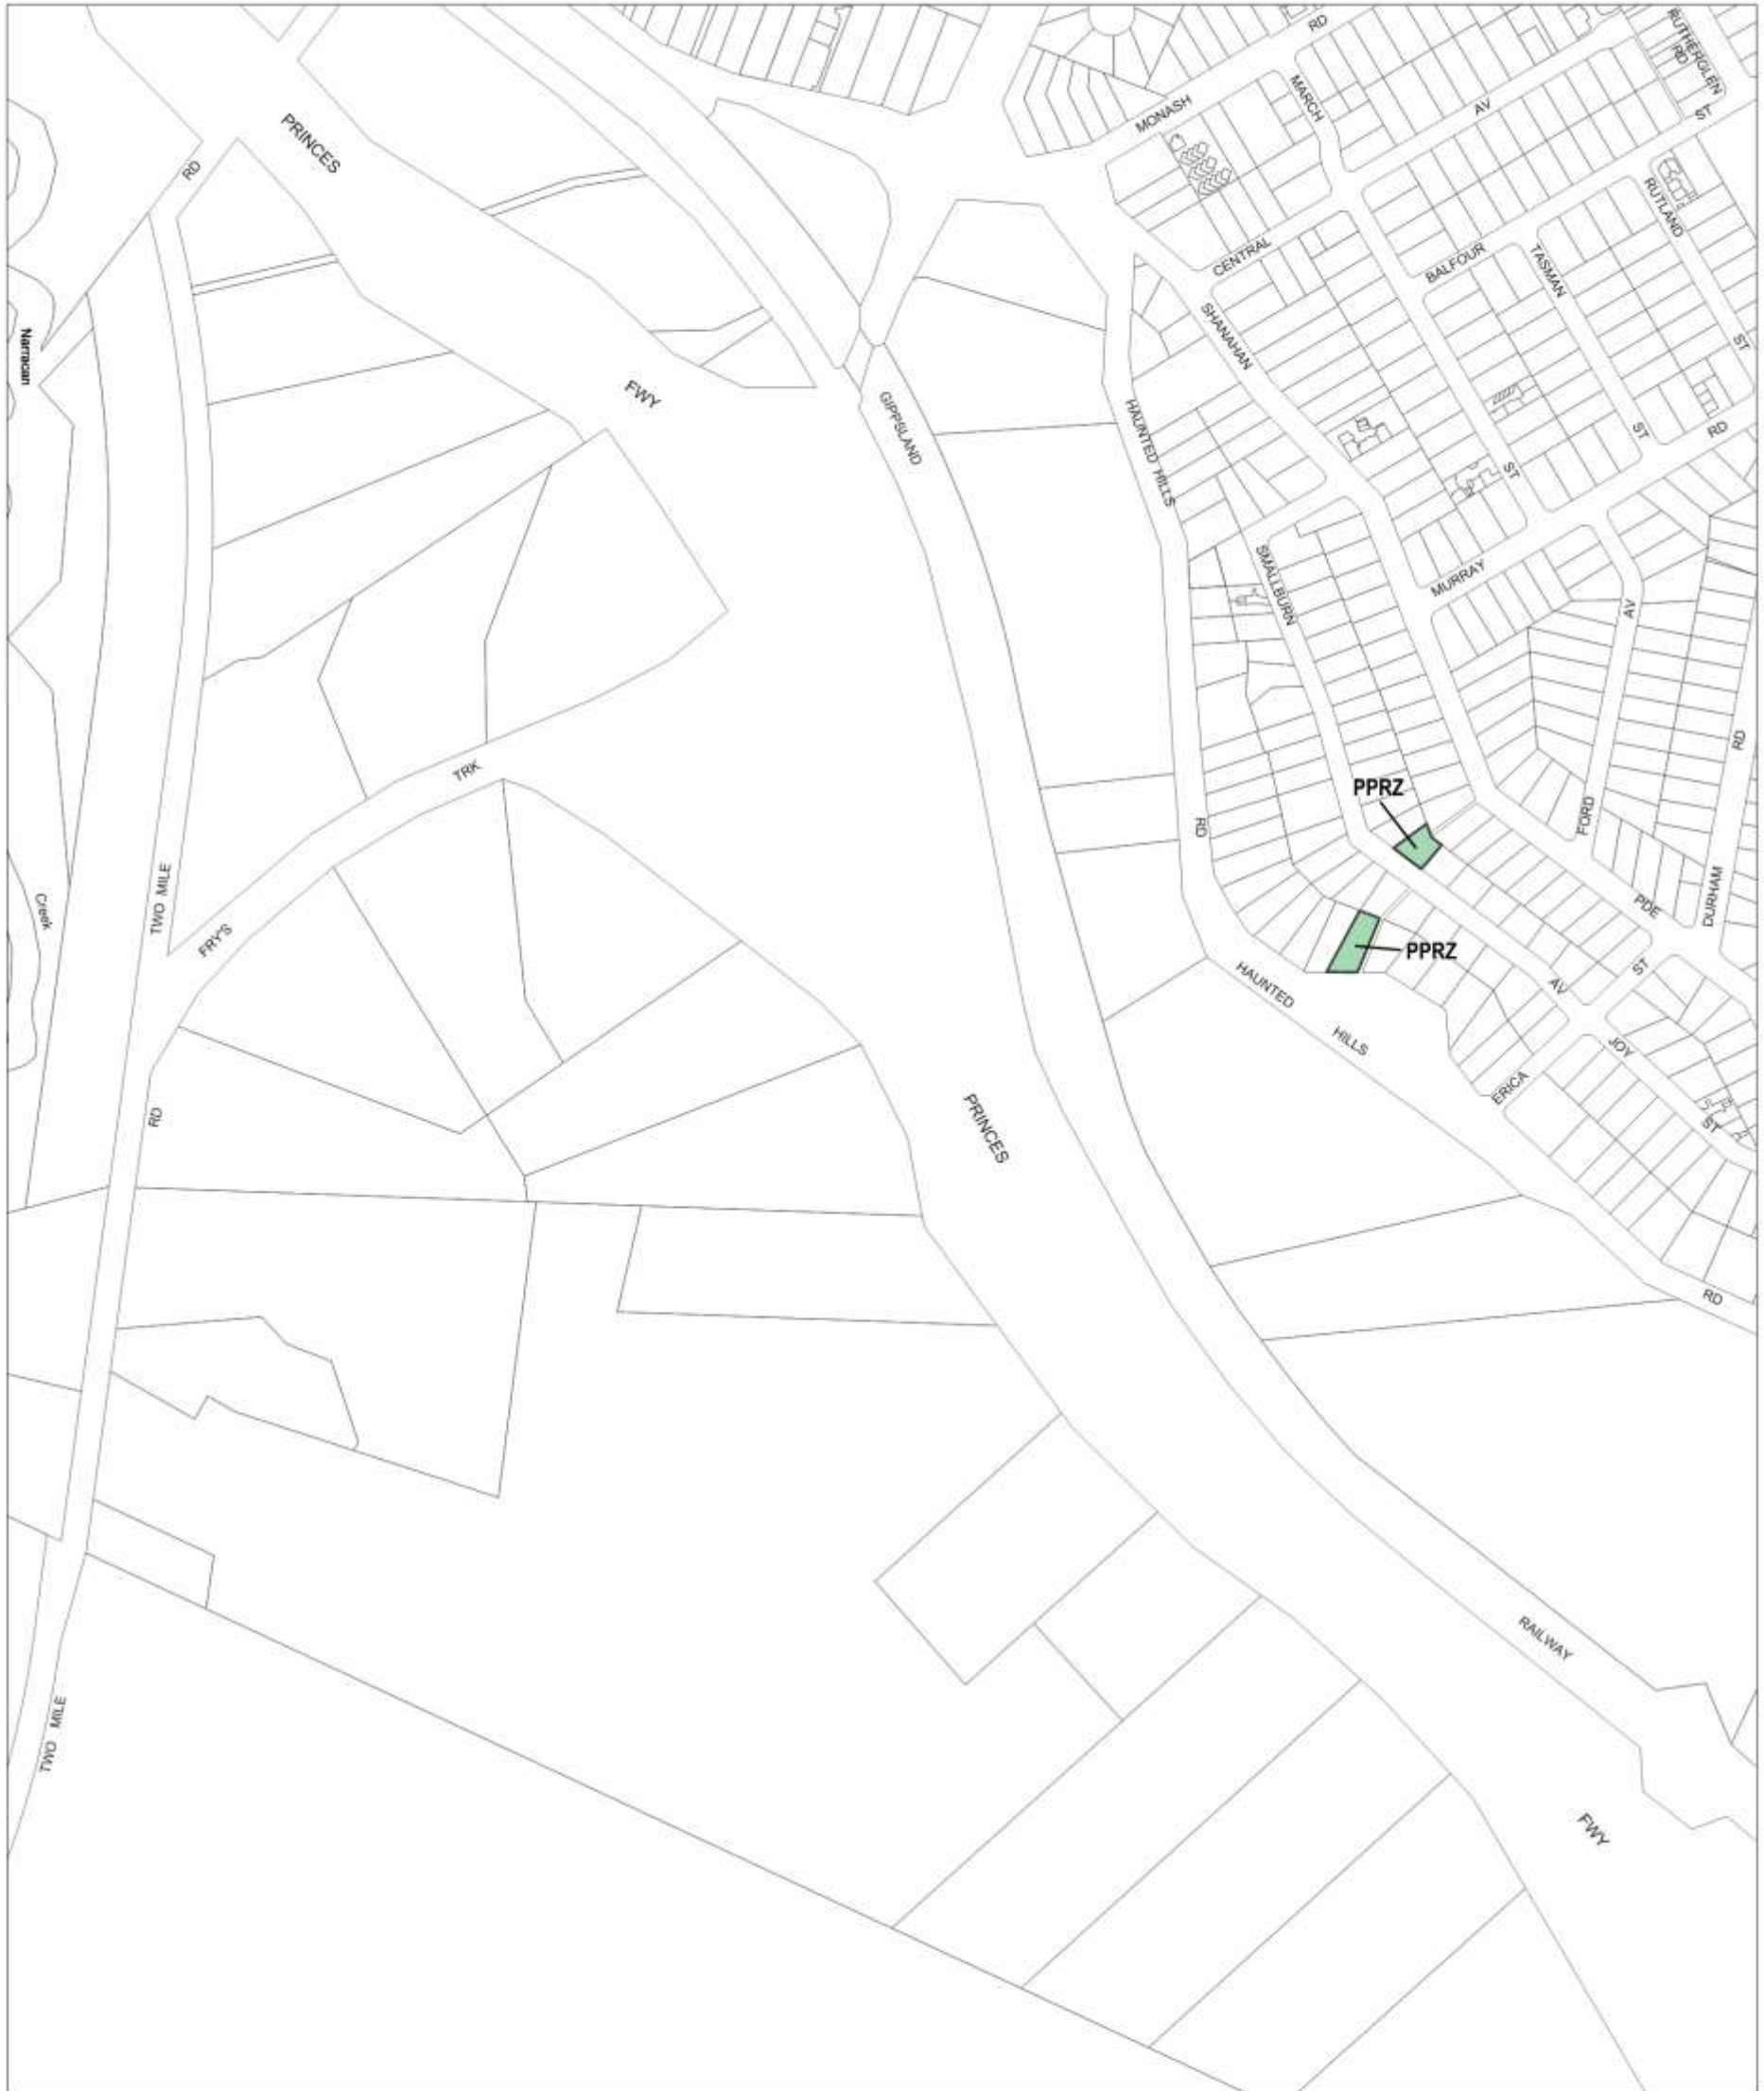 RD
RUTHERGLEN
RD
MARCH
AV
MONASH
ST
PRINCES
RD
RUTLAND
CENTRAL
BALFOUR
TASMAN
SHANAHAN
ST
Narracan
FWY
GIPPSLAND
HAUNTED HILLS
ST
RD
ST
SMALLBURN
MURRAY
AV
RD
TRK
PPRZ
RD
FORD
TWO MILE
Creek
DURHAM
PDE
FRY'S
PPRZ
ST
HAUNTED
AV
HILLS
JOY
ERICA
RD
PRINCES
ST
RD
RAILWAY
TWO MILE
FWY